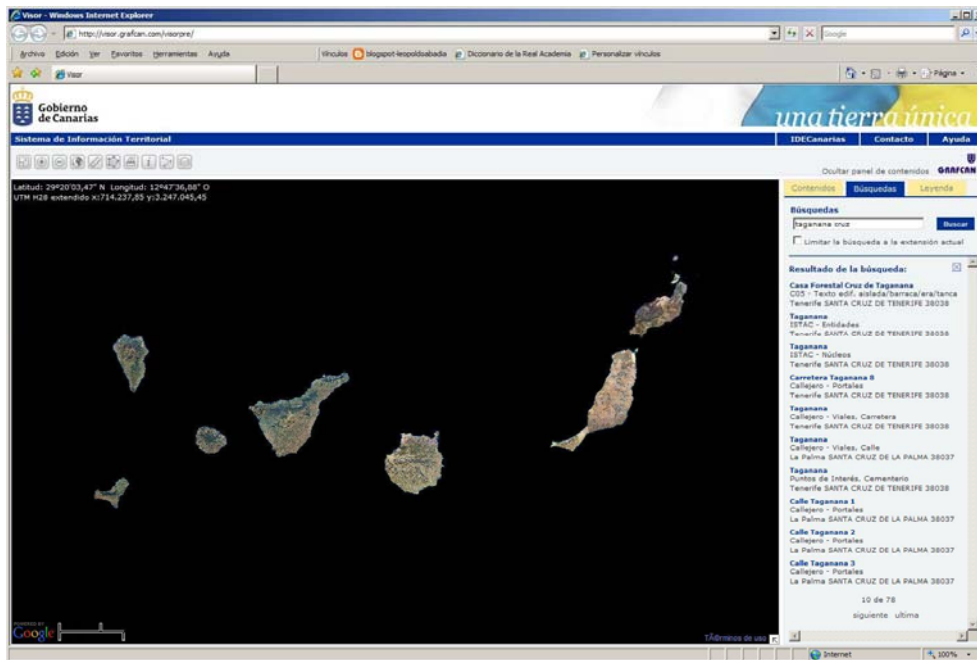 Visor - Windows Internet Explorer
http://visor.grafcan.com/visorpre/
Google
Archivo Edición Ver Favoritos Herramientas Ayuda
Vínculos blogspot-leopoldoabadia Diccionario de la Real Academia Personalizar vínculos
Visor
Página
Gobierno
de Canarias
una tierra única
Sistema de Información Territorial
IDECanarias Contacto Ayuda
Ocultar panel de contenidos GRAFCAN
Latitud: 29º20'03,47" N Longitud: 12º47'36,88" O
UTM H28 extendido x:714.237,85 y:3.247.045,45
Contenidos Búsquedas Leyenda
Búsquedas
taganana cruz Buscar
Limitar la búsqueda a la extensión actual
Resultado de la búsqueda:
Casa Forestal Cruz de Taganana
C05 - Texto edif. aislada/barraca/era/tanca
Tenerife SANTA CRUZ DE TENERIFE 38038
Taganana
ISTAC - Entidades
Tenerife SANTA CRUZ DE TENERIFE 38038
Taganana
ISTAC - Núcleos
Tenerife SANTA CRUZ DE TENERIFE 38038
Carretera Taganana 8
Callejero - Portales
Tenerife SANTA CRUZ DE TENERIFE 38038
Taganana
Callejero - Viales, Carretera
Tenerife SANTA CRUZ DE TENERIFE 38038
Taganana
Callejero - Viales, Calle
La Palma SANTA CRUZ DE LA PALMA 38037
Taganana
Puntos de Interés, Cementerio
Tenerife SANTA CRUZ DE TENERIFE 38038
Calle Taganana 1
Callejero - Portales
La Palma SANTA CRUZ DE LA PALMA 38037
Calle Taganana 2
Callejero - Portales
La Palma SANTA CRUZ DE LA PALMA 38037
Calle Taganana 3
Callejero - Portales
La Palma SANTA CRUZ DE LA PALMA 38037
10 de 78
siguiente ultima
POWERED BY
Google
TÃ©rminos de uso
Internet 100%